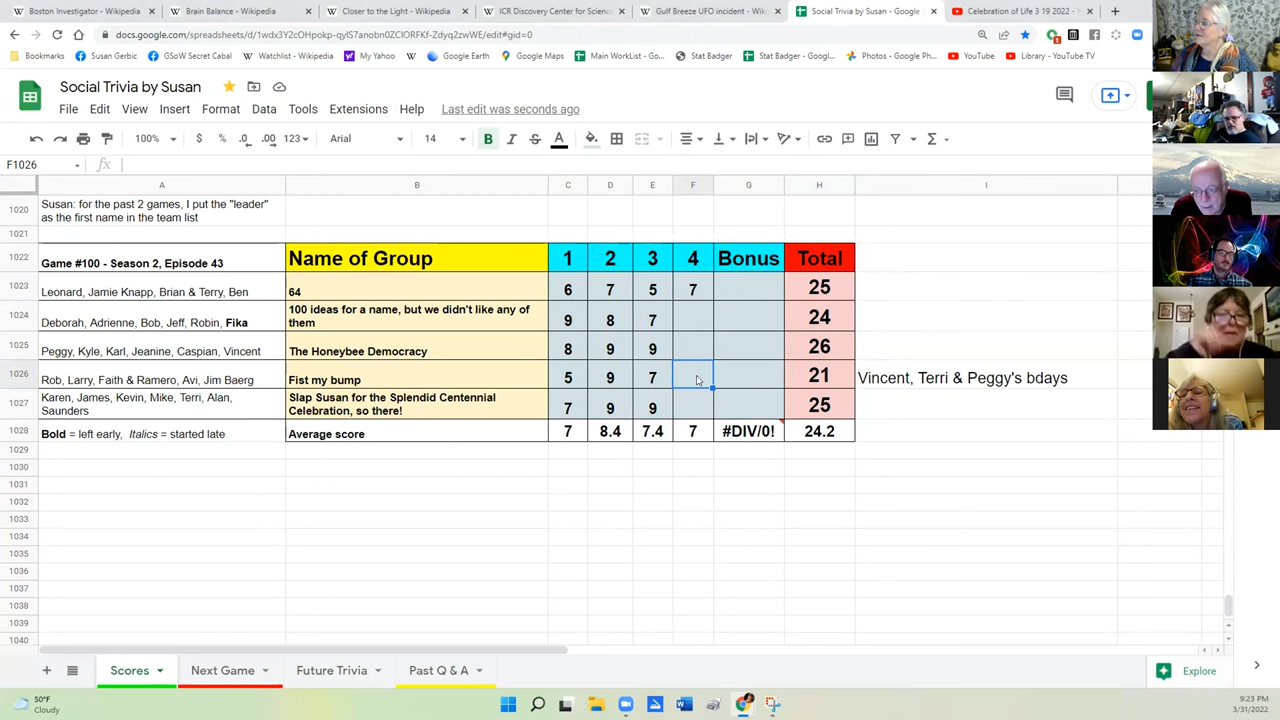 Boston Investigator - Wikipedia
Brain Balance - Wikipedia
Closer to the Light - Wikipedia
ICR Discovery Center for Scienc
Gulf Breeze UFO incident - Wiki
Social Trivia by Susan - Google
Celebration of Life 3 19 2022 -
docs.google.com/spreadsheets/d/1wdx3Y2cOHpokp-qylS7anobn0ZCIORFKf-Zdyq2zwWE/edit#gid=0
Bookmarks
Susan Gerbic
GSoW Secret Cabal
Watchlist - Wikipedia
My Yahoo
Google Earth
Google Maps
Main WorkList - Go...
Stat Badger
Stat Badger - Googl...
Photos - Google Ph...
YouTube
Library - YouTube
Social Trivia by Susan
File Edit View Insert Format Data Tools Extensions Help Last edit was seconds ago
100% $ % .0 .00 123 Arial 14 B I S A
F1026 fx
A B C D E F G H I
1020 Susan: for the past 2 games, I put the "leader"
as the first name in the team list
1021
1022 Game #100 - Season 2, Episode 43 Name of Group 1 2 3 4 Bonus Total
1023 Leonard, Jamie Knapp, Brian & Terry, Ben 64 6 7 5 7 25
1024 Deborah, Adrienne, Bob, Jeff, Robin, Fika 100 ideas for a name, but we didn't like any of
them 9 8 7 24
1025 Peggy, Kyle, Karl, Jeanine, Caspian, Vincent The Honeybee Democracy 8 9 9 26
1026 Rob, Larry, Faith & Ramero, Avi, Jim Baerg Fist my bump 5 9 7 21 Vincent, Terri & Peggy's bdays
1027 Karen, James, Kevin, Mike, Terri, Alan,
Saunders Slap Susan for the Splendid Centennial
Celebration, so there! 7 9 9 25
1028 Bold = left early, Italics = started late Average score 7 8.4 7.4 7 #DIV/0! 24.2
1029
1030
1031
1032
1033
1034
1035
1036
1037
1038
1039
1040
Scores
Next Game
Future Trivia
Past Q & A
Explore
50°F
Cloudy
9:23 PM
3/31/2022